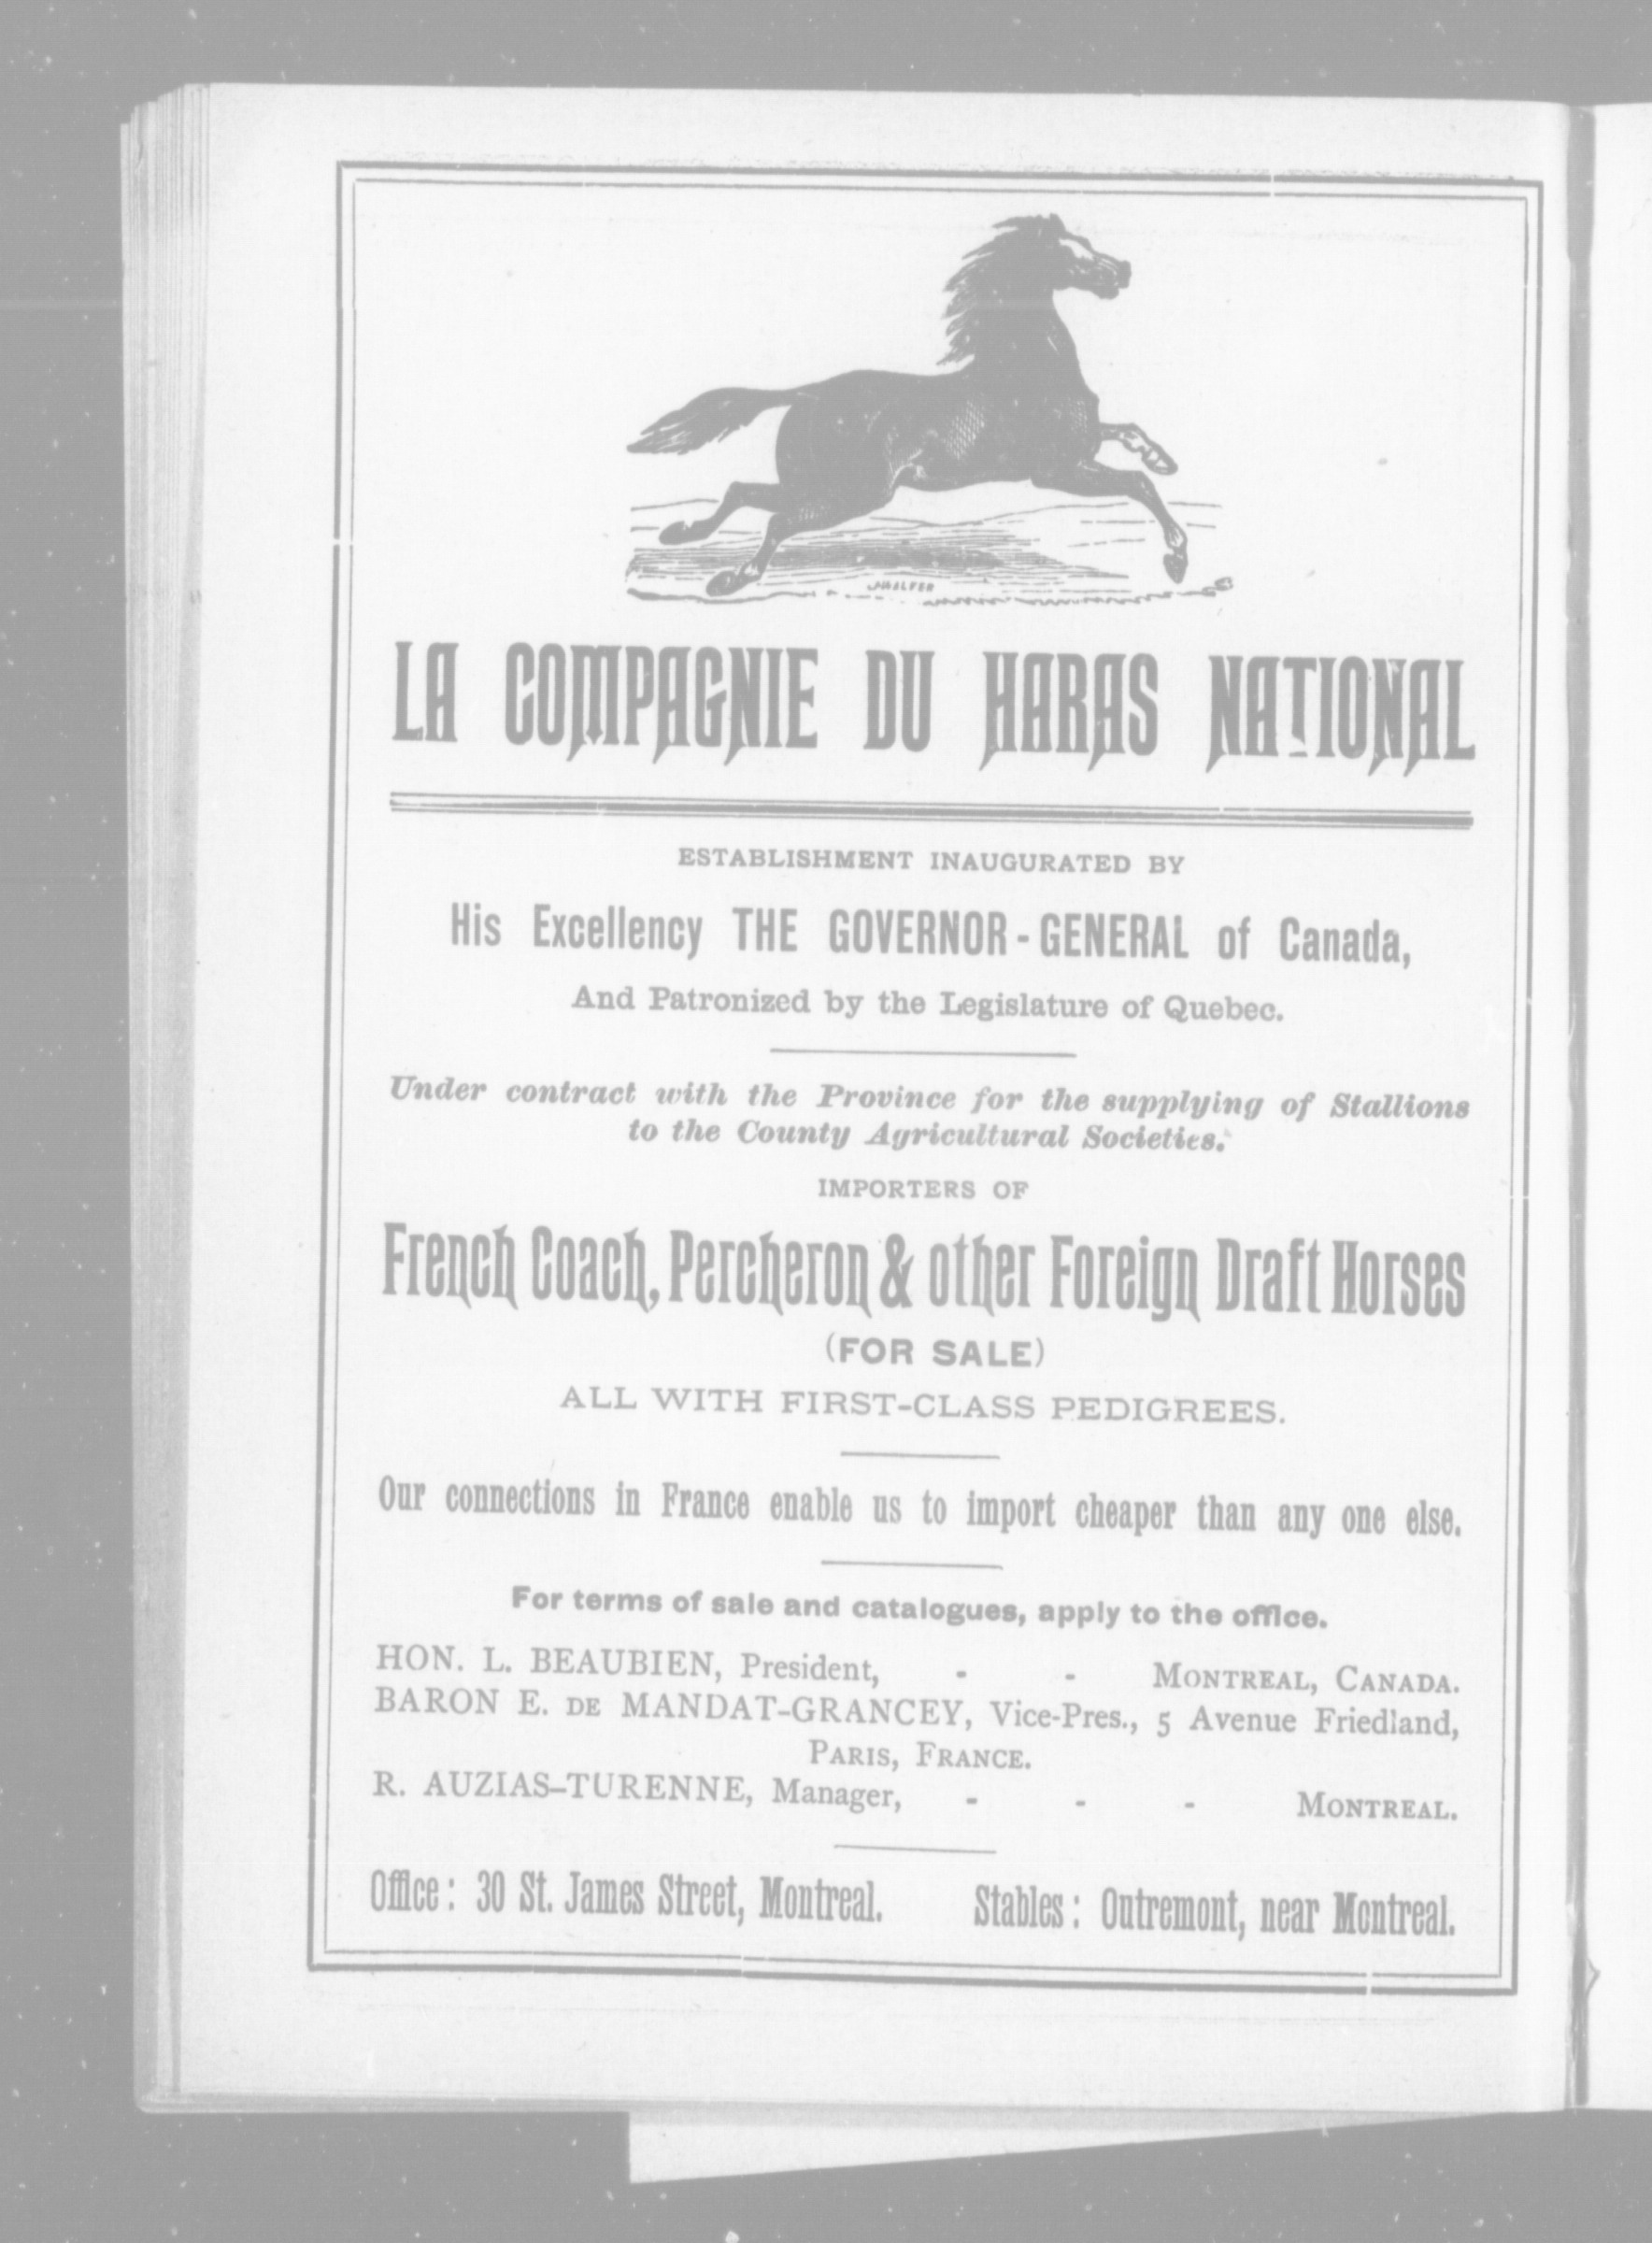 LA COMPAGNIE DU HARAS NATIONAL
ESTABLISHMENT INAUGURATED BY
His Excellency THE GOVERNOR-GENERAL of Canada,
And Patronized by the Legislature of Quebec.
Under contract with the Province for the supplying of Stallions
to the County Agricultural Societies.
IMPORTERS OF
French Coach, Percheron & other Foreign Draft Horses
(FOR SALE)
ALL WITH FIRST-CLASS PEDIGREES.
Our connections in France enable us to import cheaper than any one else.
For terms of sale and catalogues, apply to the office.
HON. L. BEAUBIEN, President, - - MONTREAL, CANADA.
BARON E. DE MANDAT-GRANCEY, Vice-Pres., 5 Avenue Friedland,
PARIS, FRANCE.
R. AUZIAS-TURENNE, Manager, - - - MONTREAL.
Office: 30 St. James Street, Montreal. Stables: Outremont, near Montreal.